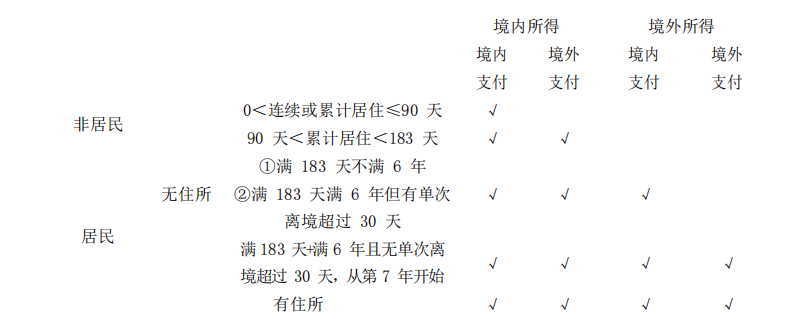 境内所得 境外所得
境内 境外 境内 境外
支付 支付 支付 支付
0＜连续或累计居住≤90 天 √
非居民
90 天＜累计居住＜183 天 √ √
①满 183 天不满 6 年
无住所 ②满 183 天满 6 年但有单次 √ √ √
离境超过 30 天
居民
满183 天+满6 年且无单次离
境超过 30 天，从第7 年开始 √ √ √ √
有住所 √ √ √ √